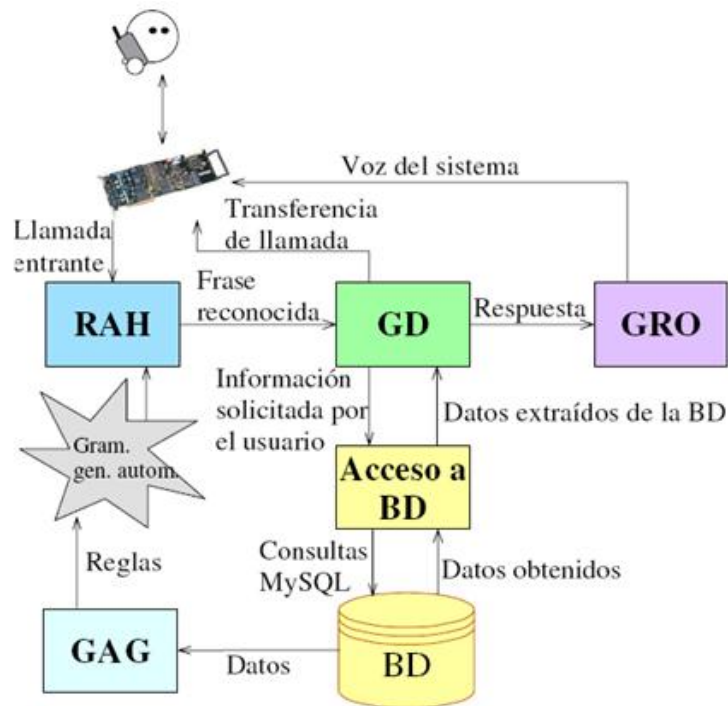 Voz del sistema
Transferencia
de llamada
Llamada
entrante
Frase
reconocida
RAH
GD
Respuesta
GRO
Información
solicitada por
el usuario
Datos extraídos de la BD
Gram.
gen. autom.
Acceso a
BD
Consultas
MySQL
Datos obtenidos
Reglas
GAG
Datos
BD